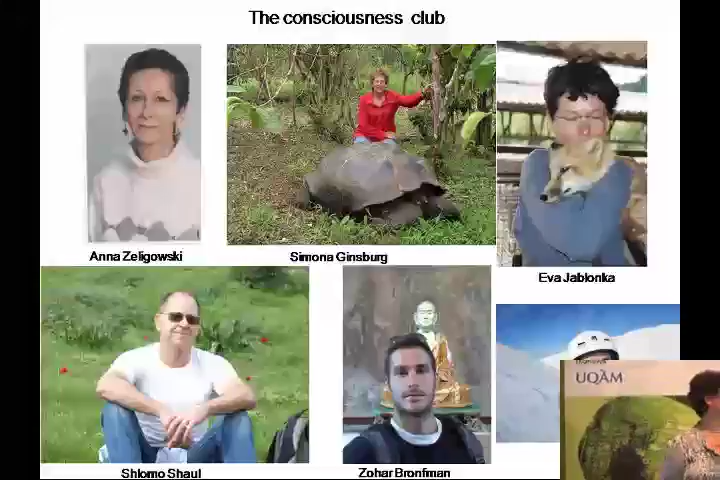 The consciousness club
Anna Zeligowski
Simona Ginsburg
Eva Jablonka
UQÀM
Shlomo Shaul
Zohar Bronfman